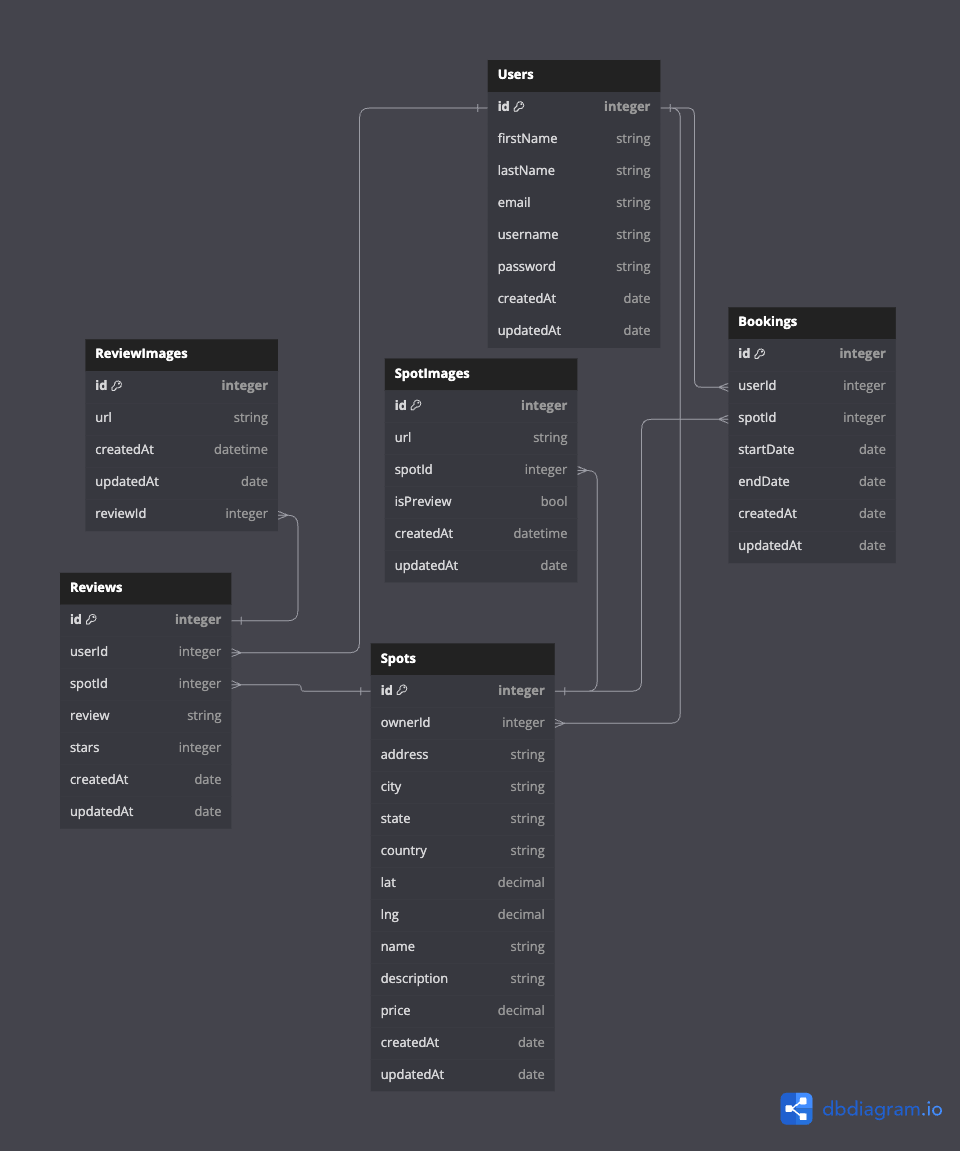 Users
id integer
firstName string
lastName string
email string
username string
password string
createdAt date
updatedAt date
Bookings
id integer
userId integer
spotId integer
startDate date
endDate date
createdAt date
updatedAt date
ReviewImages
id integer
url string
createdAt datetime
updatedAt date
reviewId integer
SpotImages
id integer
url string
spotId integer
isPreview bool
createdAt datetime
updatedAt date
Reviews
id integer
userId integer
spotId integer
review string
stars integer
createdAt date
updatedAt date
Spots
id integer
ownerId integer
address string
city string
state string
country string
lat decimal
lng decimal
name string
description string
price decimal
createdAt date
updatedAt date
dbdiagram.io